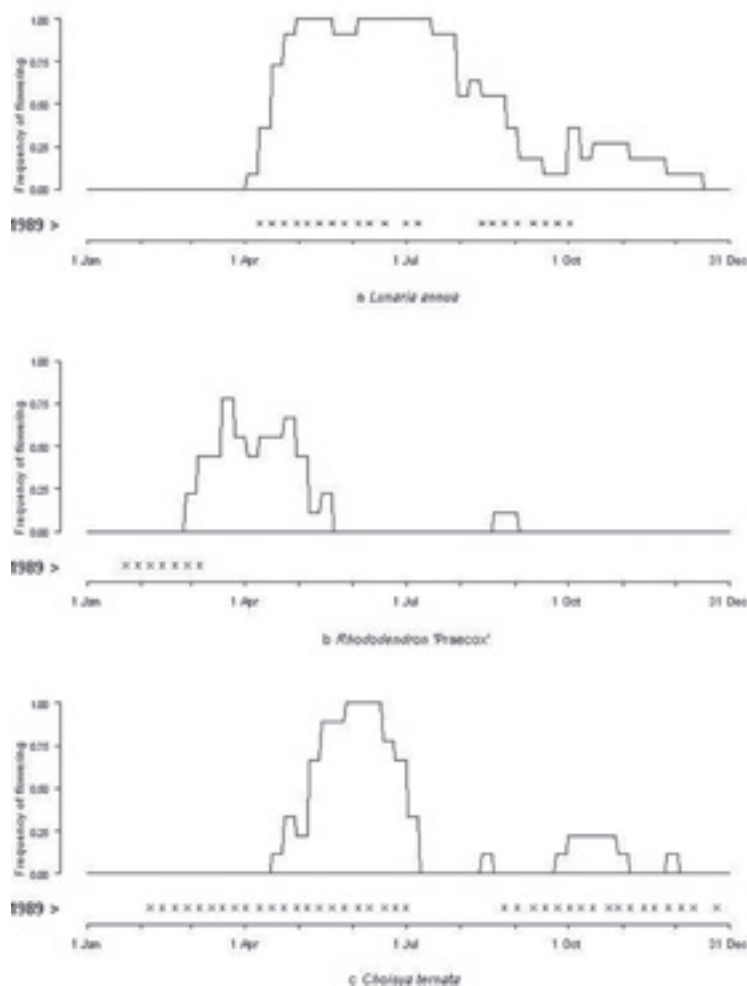 1.00
0.75
0.50
0.25
0.00
Frequency of flowering
1989 >
1 Jan 1 Apr 1 Jul 1 Oct 31 Dec
a Lunaria annua
1.00
0.75
0.50
0.25
0.00
Frequency of flowering
1989 >
1 Jan 1 Apr 1 Jul 1 Oct 31 Dec
b Rhododendron 'Praecox'
1.00
0.75
0.50
0.25
0.00
Frequency of flowering
1989 >
1 Jan 1 Apr 1 Jul 1 Oct 31 Dec
c Choisya ternata